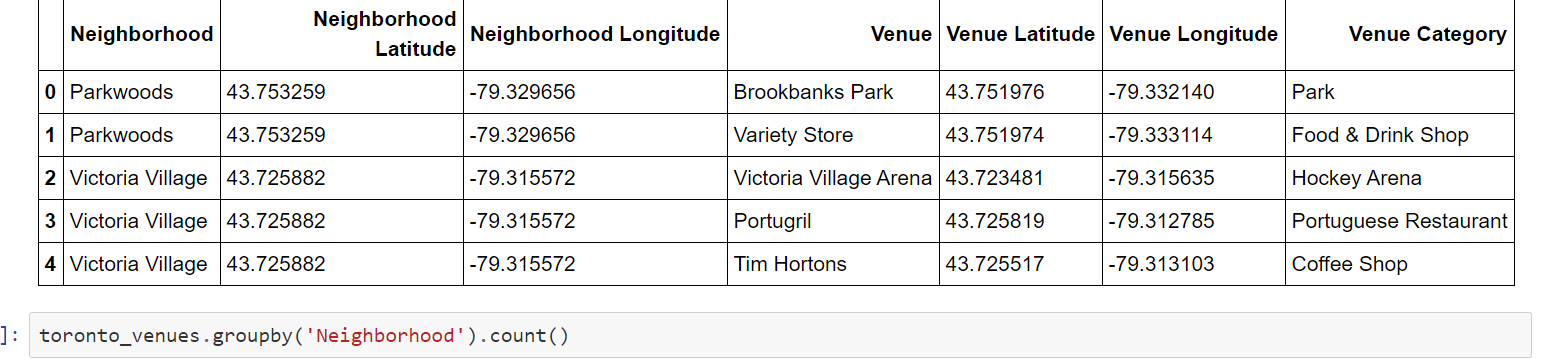 Neighborhood Neighborhood Latitude Neighborhood Longitude Venue Venue Latitude Venue Longitude Venue Category
0 Parkwoods 43.753259 -79.329656 Brookbanks Park 43.751976 -79.332140 Park
1 Parkwoods 43.753259 -79.329656 Variety Store 43.751974 -79.333114 Food & Drink Shop
2 Victoria Village 43.725882 -79.315572 Victoria Village Arena 43.723481 -79.315635 Hockey Arena
3 Victoria Village 43.725882 -79.315572 Portugril 43.725819 -79.312785 Portuguese Restaurant
4 Victoria Village 43.725882 -79.315572 Tim Hortons 43.725517 -79.313103 Coffee Shop
]: toronto_venues.groupby('Neighborhood').count()